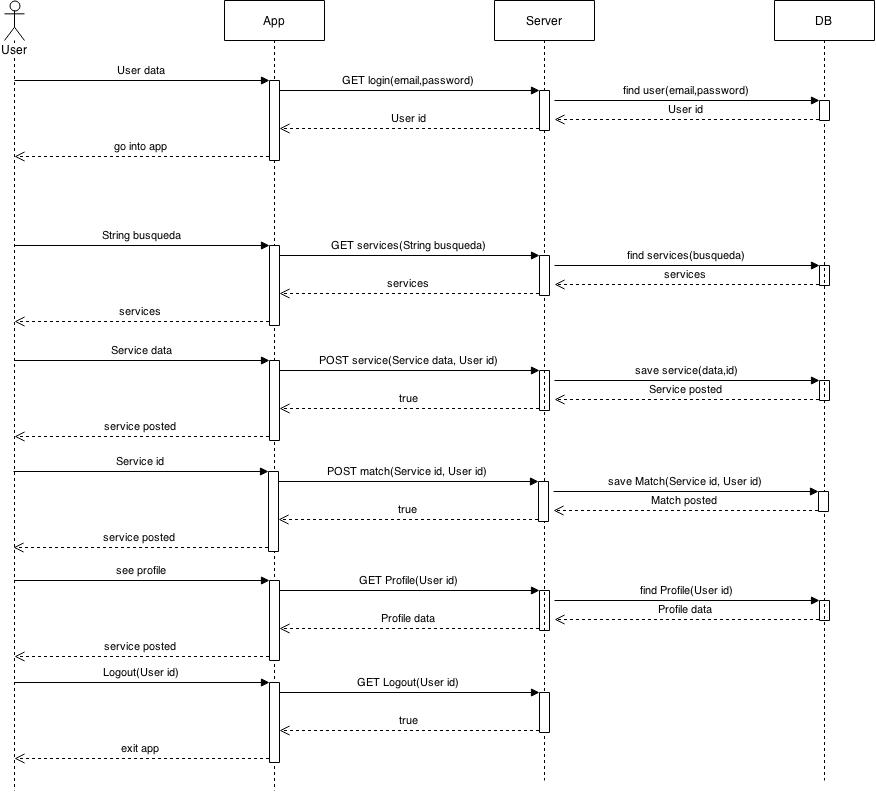 User
App
Server
DB
User data
GET login(email,password)
find user(email,password)
User id
User id
go into app
String busqueda
GET services(String busqueda)
find services(busqueda)
services
services
services
Service data
POST service(Service data, User id)
save service(data,id)
Service posted
true
service posted
Service id
POST match(Service id, User id)
save Match(Service id, User id)
Match posted
true
service posted
see profile
GET Profile(User id)
find Profile(User id)
Profile data
Profile data
service posted
Logout(User id)
GET Logout(User id)
true
exit app